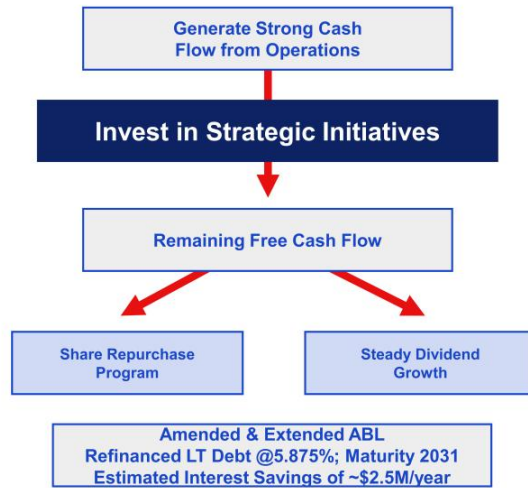 Generate Strong Cash
Flow from Operations
Invest in Strategic Initiatives
Remaining Free Cash Flow
Share Repurchase
Program
Steady Dividend
Growth
Amended & Extended ABL
Refinanced LT Debt @5.875%; Maturity 2031
Estimated Interest Savings of ~$2.5M/year